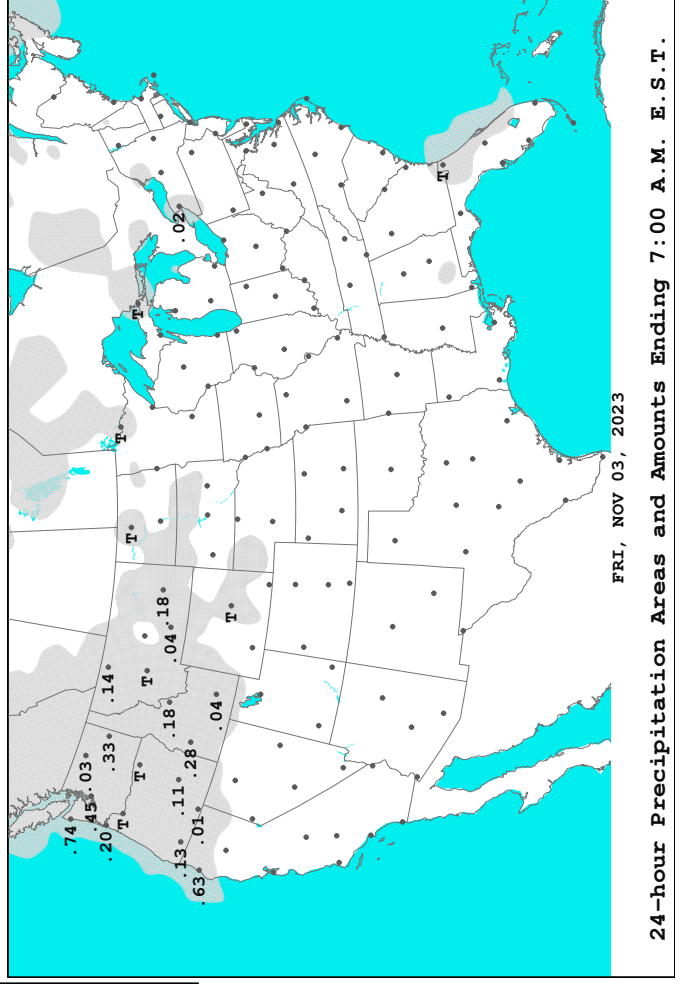 .74
.45
.03
.20
.33
T
T
.14
T
.18
.28
.04
.11
.01
.13
.63
.04
.18
T
T
T
T
.02
T
FRI, NOV 03, 2023
24-hour Precipitation Areas and Amounts Ending 7:00 A.M. E.S.T.